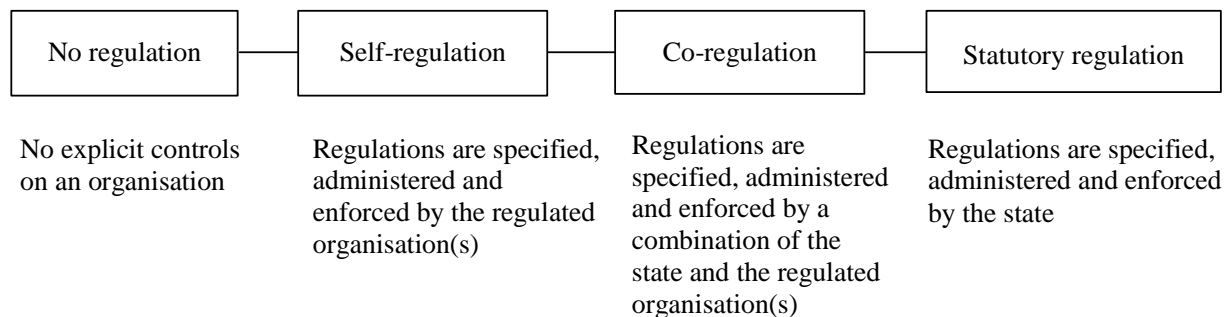 No regulation
Self-regulation
Co-regulation
Statutory regulation
No explicit controls
on an organisation
Regulations are specified,
administered and
enforced by the regulated
organisation(s)
Regulations are
specified, administered
and enforced by a
combination of the
state and the regulated
organisation(s)
Regulations are specified,
administered and enforced
by the state